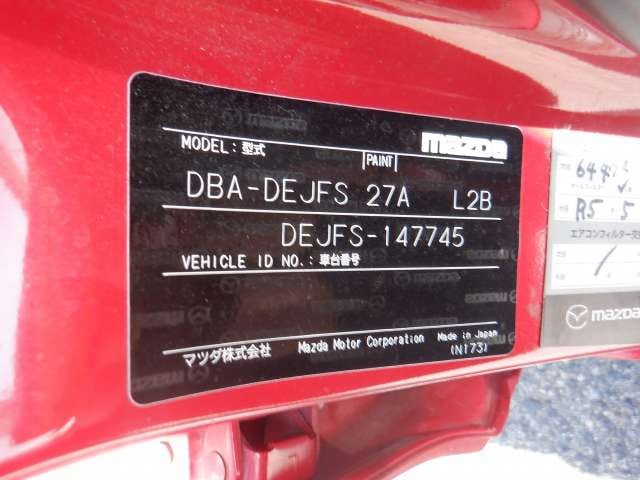 mazda
MODEL : 型式
PAINT
DBA-DEJFS 27A L2B
DEJFS-147745
VEHICLE ID NO.: 車台番号
マツダ株式会社 Mazda Motor Corporation Made in Japan
(N173)
R5.5
エアコンフィルター交
1
mazda